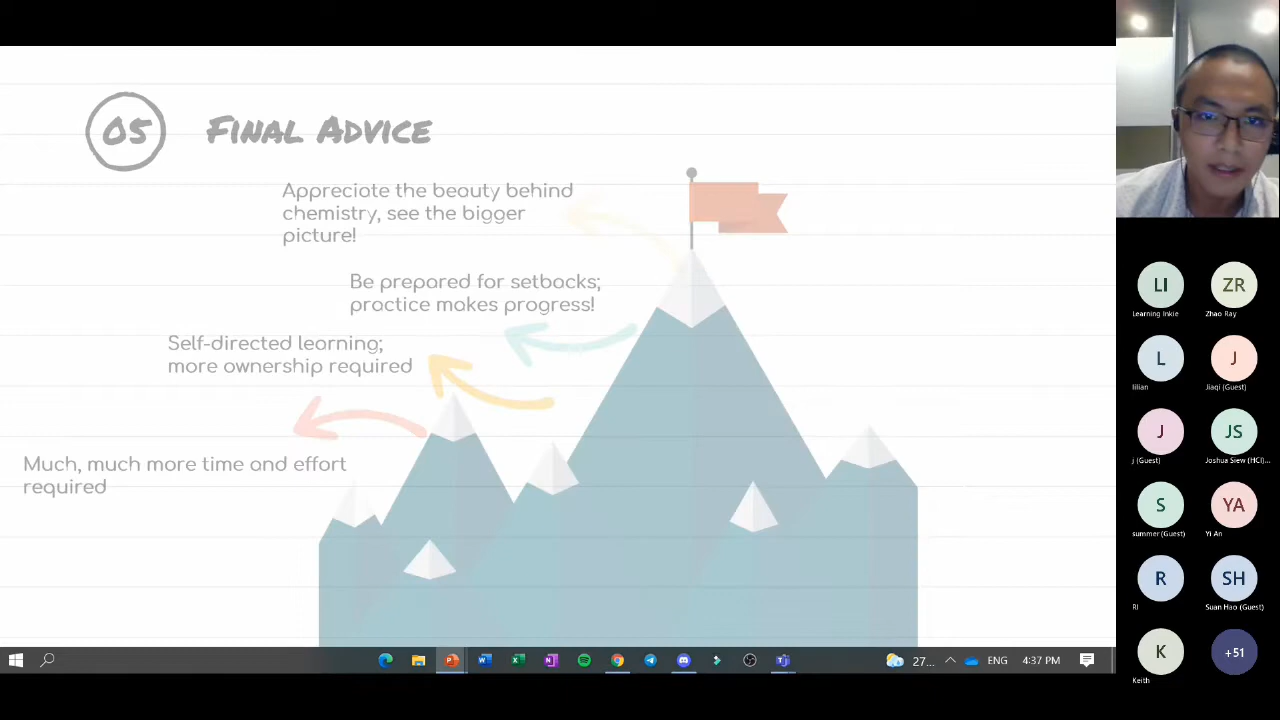 05
Final Advice
Appreciate the beauty behind
chemistry, see the bigger
picture!
Be prepared for setbacks;
practice makes progress!
Self-directed learning;
more ownership required
Much, much more time and effort
required
LI
Learning Inkie
ZR
Zhao Ray
L
lilian
J
Jiaqi (Guest)
J
j (Guest)
JS
Joshua Siew (HCI)...
S
summer (Guest)
YA
Yi An
R
RI
SH
Suan Hao (Guest)
K
Keith
+51
27...
ENG
4:37 PM